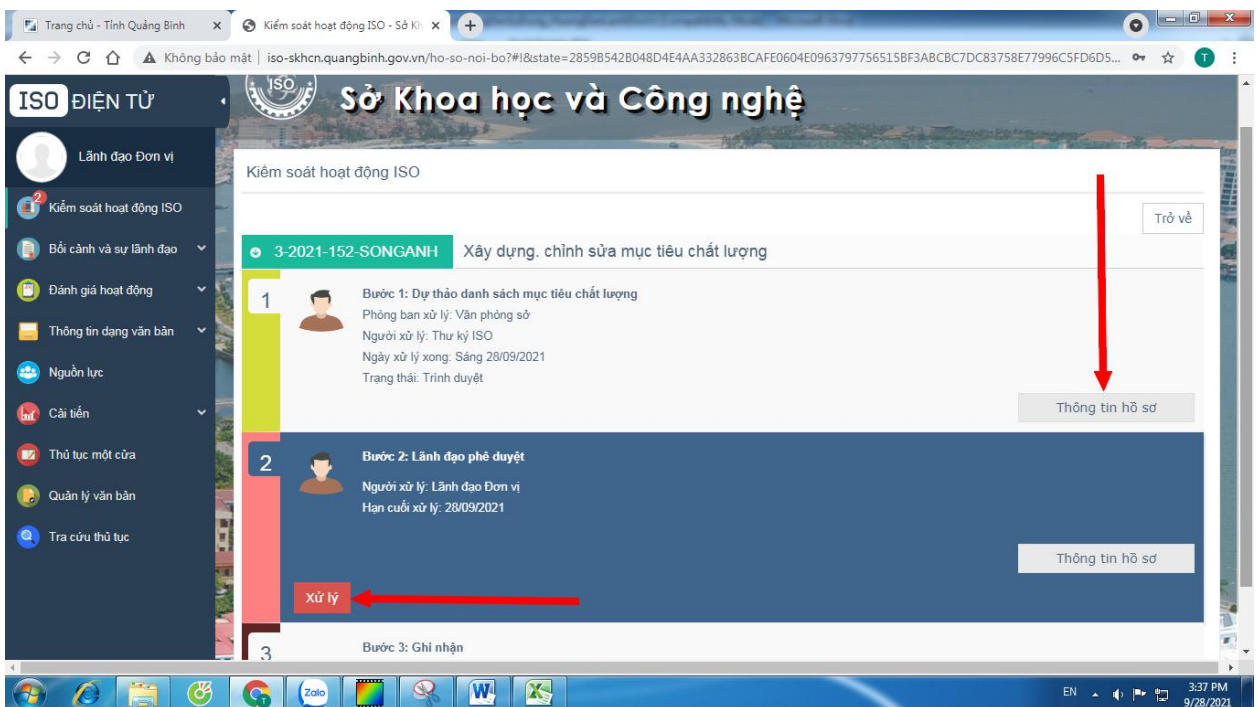 Trang chủ - Tỉnh Quảng Bình
Kiểm soát hoạt động ISO - Sở Kh
Không bảo mật | iso-skhcn.quangbinh.gov.vn/ho-so-noi-bo?#!&state=2859B542B048D4E4AA332863BCAFE0604E0963797756515BF3ABCBC7DC83758E77996C5FD6D5...
T
ISO ĐIỆN TỬ
ISO
Sở Khoa học và Công nghệ
Lãnh đạo Đơn vị
Kiểm soát hoạt động ISO
2
Kiểm soát hoạt động ISO
Trở về
Bối cảnh và sự lãnh đạo
3-2021-152-SONGANH Xây dựng. chỉnh sửa mục tiêu chất lượng
Đánh giá hoạt động
Thông tin dạng văn bản
Nguồn lực
Cải tiến
Thủ tục một cửa
Quản lý văn bản
Tra cứu thủ tục
1
Bước 1: Dự thảo danh sách mục tiêu chất lượng
Phòng ban xử lý: Văn phòng sở
Người xử lý: Thư ký ISO
Ngày xử lý xong: Sáng 28/09/2021
Trạng thái: Trình duyệt
Thông tin hồ sơ
2
Bước 2: Lãnh đạo phê duyệt
Người xử lý: Lãnh đạo Đơn vị
Hạn cuối xử lý: 28/09/2021
Thông tin hồ sơ
Xử lý
3
Bước 3: Ghi nhận
Zalo
EN
3:37 PM
9/28/2021